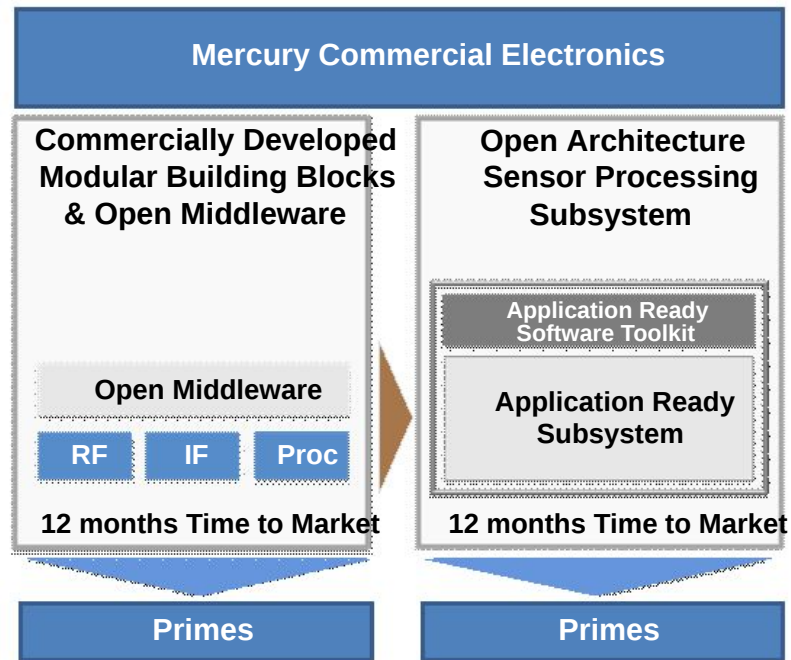 Mercury Commercial Electronics
Commercially Developed
Modular Building Blocks
& Open Middleware
Open Middleware
RF IF Proc
12 months Time to Market
Primes
Open Architecture
Sensor Processing
Subsystem
Application Ready
Software Toolkit
Application Ready
Subsystem
12 months Time to Market
Primes